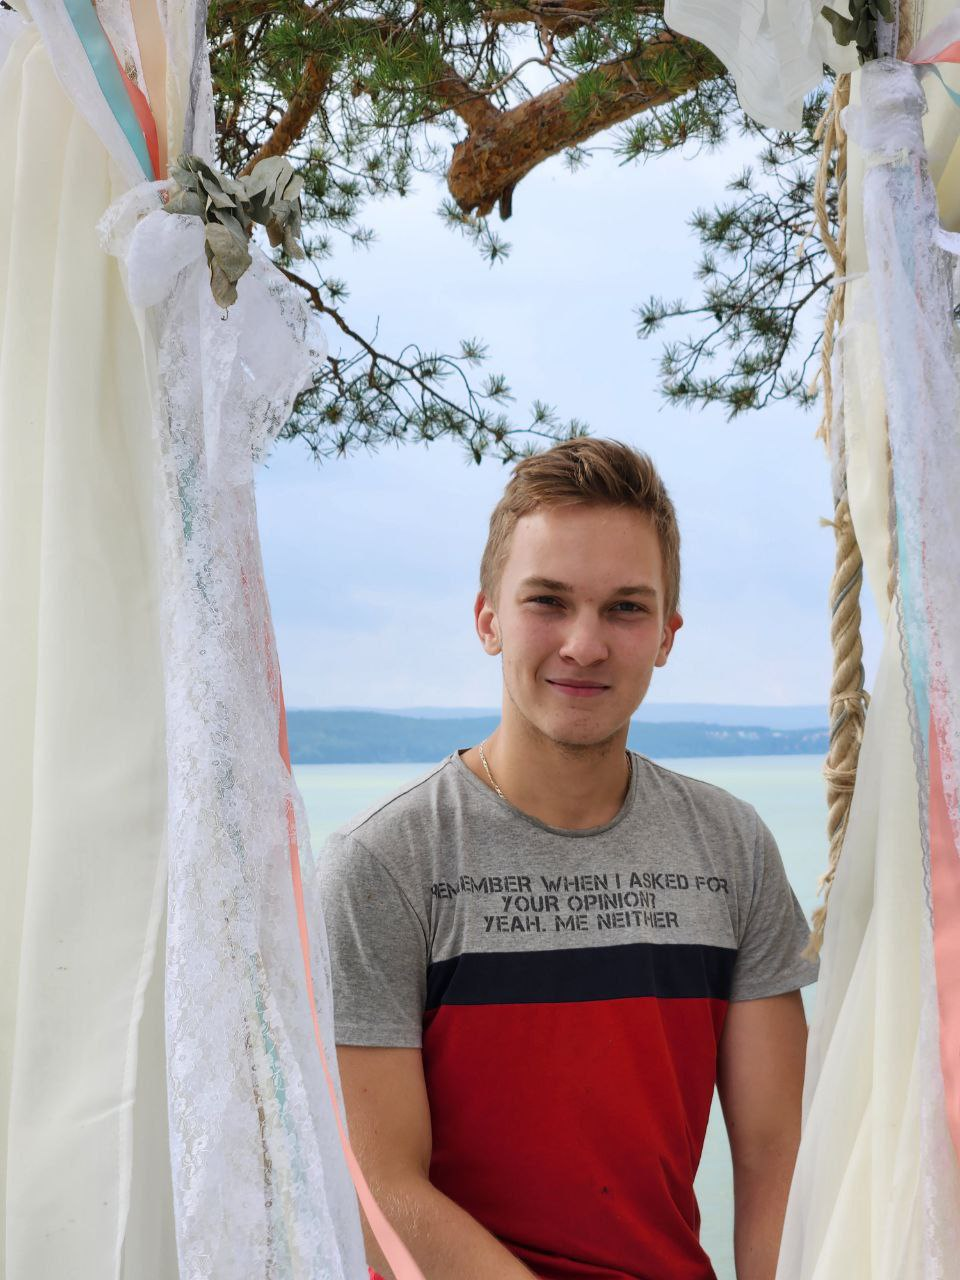 REMEMBER WHEN I ASKED FOR
YOUR OPINION?
YEAH. ME NEITHER